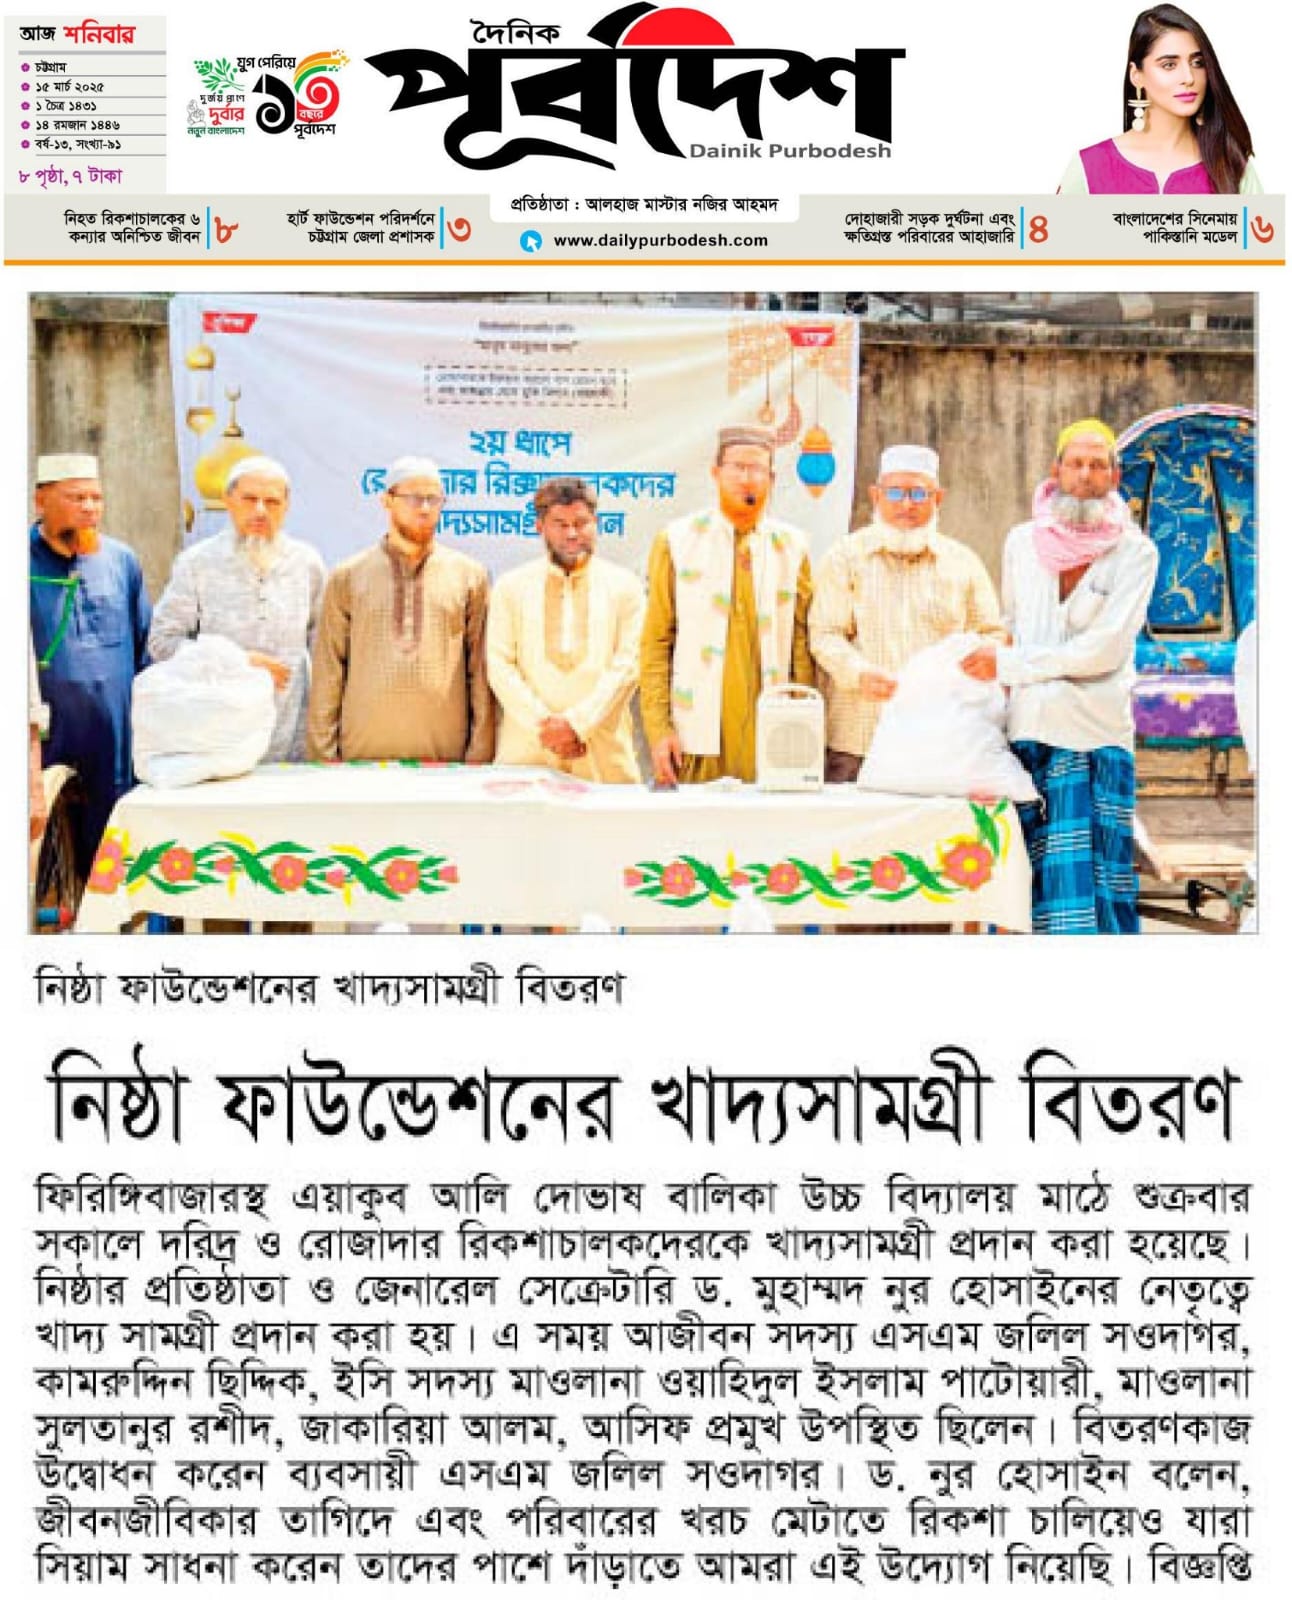 আজ শনিবার
চট্টগ্রাম
১৫ মার্চ ২০২৫
১ চৈত্র ১৪৩১
১৪ রমজান ১৪৪৬
বর্ষ-১৩, সংখ্যা-৯১
৮ পৃষ্ঠা, ৭ টাকা
যুগ পেরিয়ে
১৩
বছরে
পূর্বদেশ
দুর্জয় প্রাণ
দুর্বার
নতুন বাংলাদেশ
দৈনিক
পূর্বদেশ
Dainik Purbodesh
প্রতিষ্ঠাতা : আলহাজ মাস্টার নজির আহমদ
www.dailypurbodesh.com
নিহত রিকশাচালকের ৬
কন্যার অনিশ্চিত জীবন
৮
হার্ট ফাউন্ডেশন পরিদর্শনে
চট্টগ্রাম জেলা প্রশাসক
৩
দোহাজারী সড়ক দুর্ঘটনা এবং
ক্ষতিগ্রস্ত পরিবারের আহাজারি
৪
বাংলাদেশের সিনেমায়
পাকিস্তানি মডেল
৬
২য় ধাপে
নিষ্ঠা ফাউন্ডেশনের খাদ্যসামগ্রী বিতরণ
নিষ্ঠা ফাউন্ডেশনের খাদ্যসামগ্রী বিতরণ
ফিরিঙ্গিবাজারস্থ এয়াকুব আলি দোভাষ বালিকা উচ্চ বিদ্যালয় মাঠে শুক্রবার
সকালে দরিদ্র ও রোজাদার রিকশাচালকদেরকে খাদ্যসামগ্রী প্রদান করা হয়েছে।
নিষ্ঠার প্রতিষ্ঠাতা ও জেনারেল সেক্রেটারি ড. মুহাম্মদ নুর হোসাইনের নেতৃত্বে
খাদ্য সামগ্রী প্রদান করা হয়। এ সময় আজীবন সদস্য এসএম জলিল সওদাগর,
কামরুদ্দিন ছিদ্দিক, ইসি সদস্য মাওলানা ওয়াহিদুল ইসলাম পাটোয়ারী, মাওলানা
সুলতানুর রশীদ, জাকারিয়া আলম, আসিফ প্রমুখ উপস্থিত ছিলেন। বিতরণকাজ
উদ্বোধন করেন ব্যবসায়ী এসএম জলিল সওদাগর। ড. নুর হোসাইন বলেন,
জীবনজীবিকার তাগিদে এবং পরিবারের খরচ মেটাতে রিকশা চালিয়েও যারা
সিয়াম সাধনা করেন তাদের পাশে দাঁড়াতে আমরা এই উদ্যোগ নিয়েছি। বিজ্ঞপ্তি